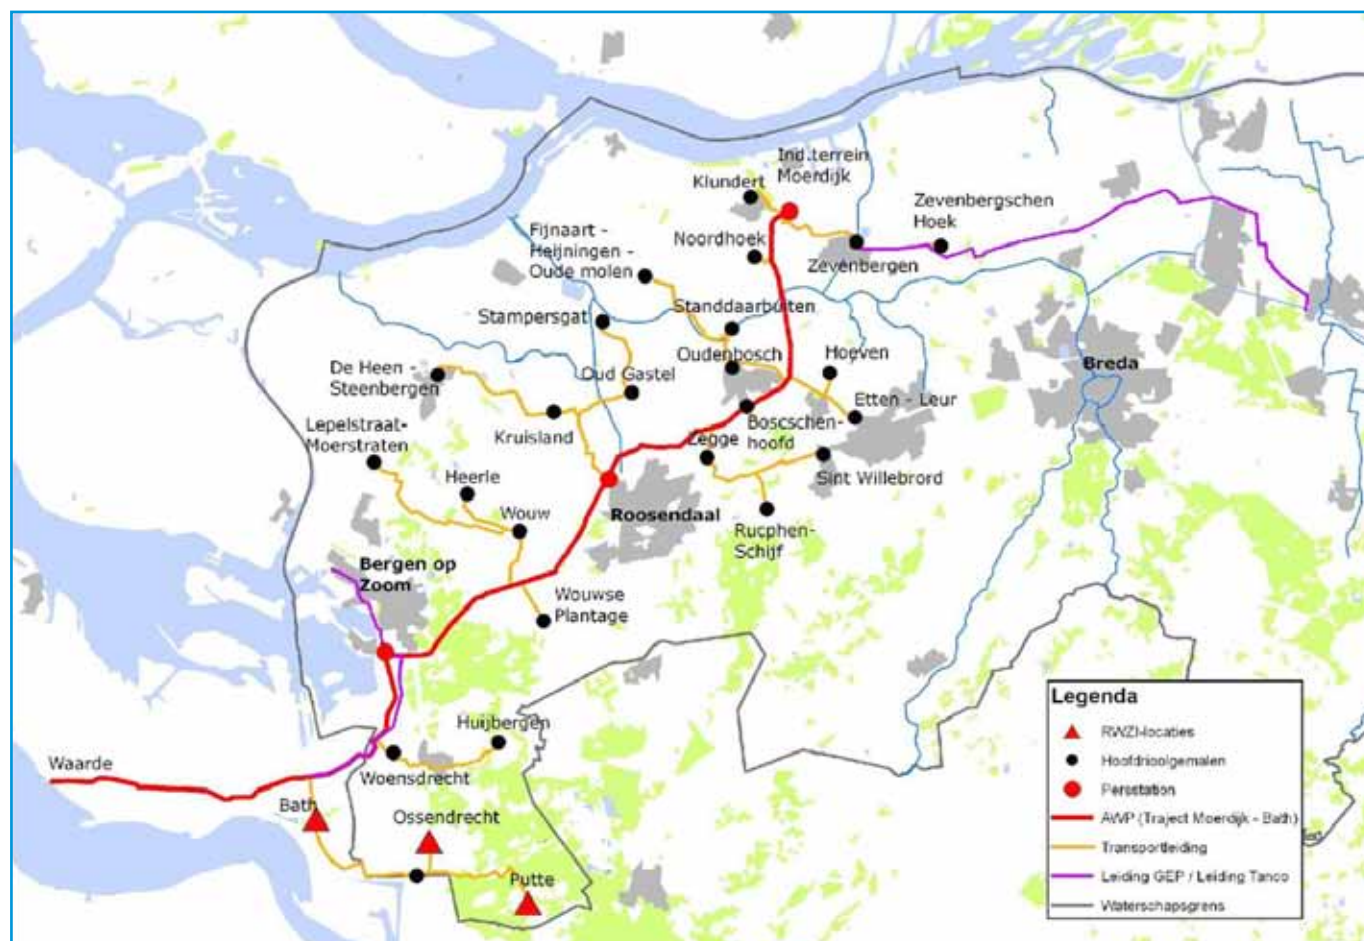 Ind.terrein
Moerdijk
Klundert
Zevenbergschen
Hoek
Fijnaart -
Heijningen -
Oude molen
Noordhoek
Zevenbergen
Stampersgat
Standdaarbuiten
Oudenbosch
Hoeven
Breda
De Heen -
Steenbergen
Oud Gastel
Etten - Leur
Lepelstraat-
Moerstraten
Kruisland
Boscschen-
hoofd
Zegge
Heerle
Sint Willebrord
Wouw
Roosendaal
Rucphen-
Schijf
Bergen op
Zoom
Wouwse
Plantage
Huijbergen
Waarde
Woensdrecht
Bath
Ossendrecht
Putte
Legenda
RWZI-locaties
Hoofdrioolgemalen
Persstation
AWP (Traject Moerdijk - Bath)
Transportleiding
Leiding GEP / Leiding Tanco
Waterschapsgrens